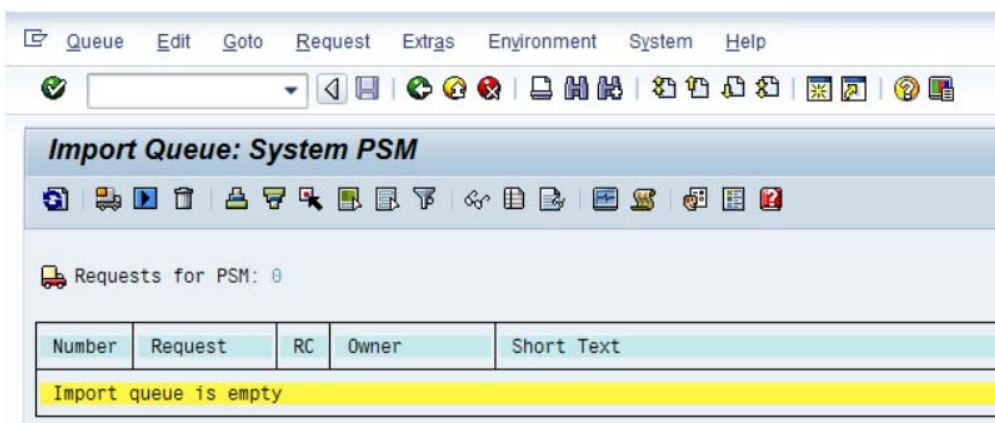 Queue Edit Goto Request Extras Environment System Help
Import Queue: System PSM
Requests for PSM: 0
Number Request RC Owner Short Text
Import queue is empty